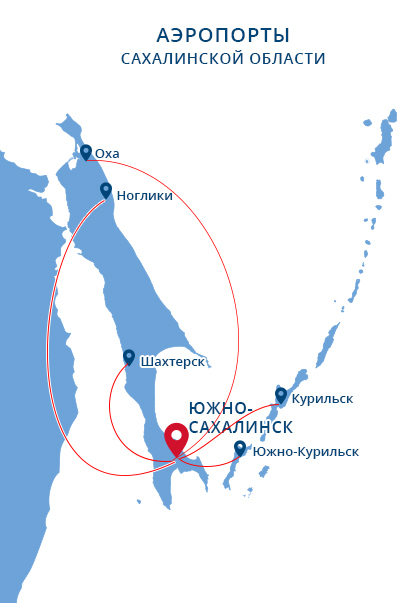 АЭРОПОРТЫ
САХАЛИНСКОЙ ОБЛАСТИ
Оха
Ноглики
Шахтерск
Курильск
ЮЖНО-
САХАЛИНСК
Южно-Курильск